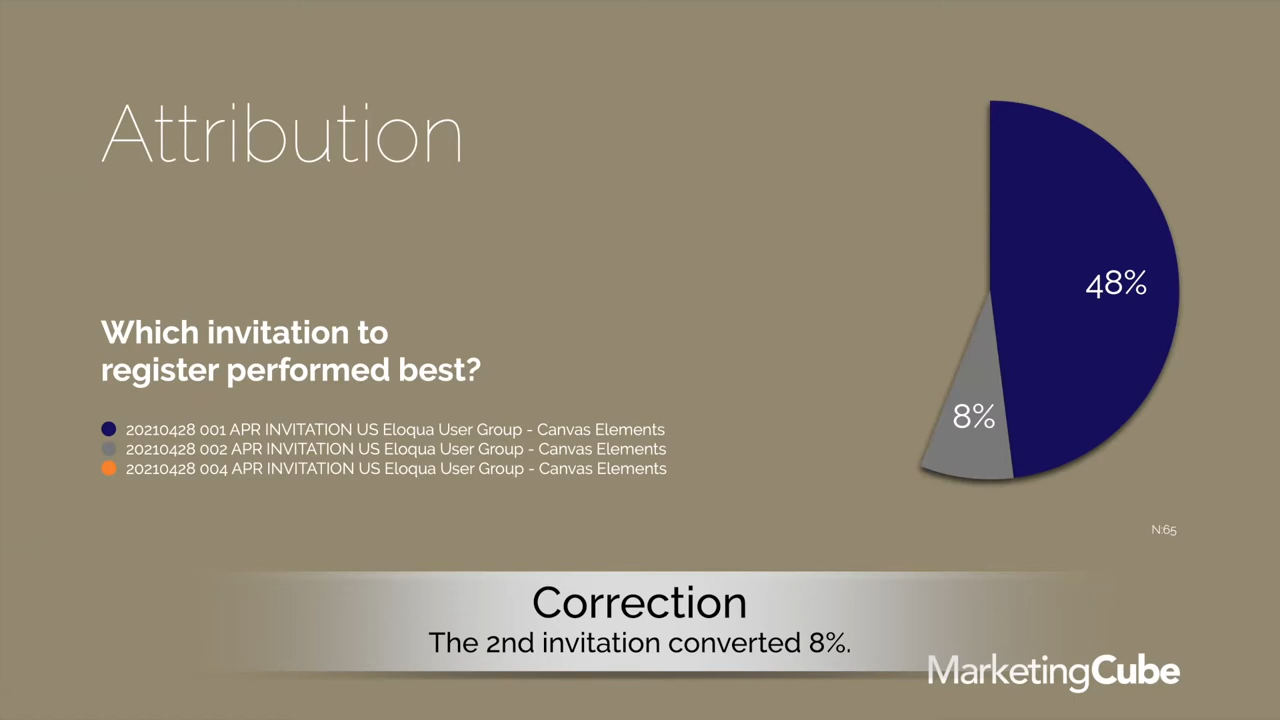 Attribution
48%
Which invitation to
register performed best?
20210428 001 APR INVITATION US Eloqua User Group - Canvas Elements
20210428 002 APR INVITATION US Eloqua User Group - Canvas Elements
20210428 004 APR INVITATION US Eloqua User Group - Canvas Elements
8%
N:65
Correction
The 2nd invitation converted 8%.
MarketingCube